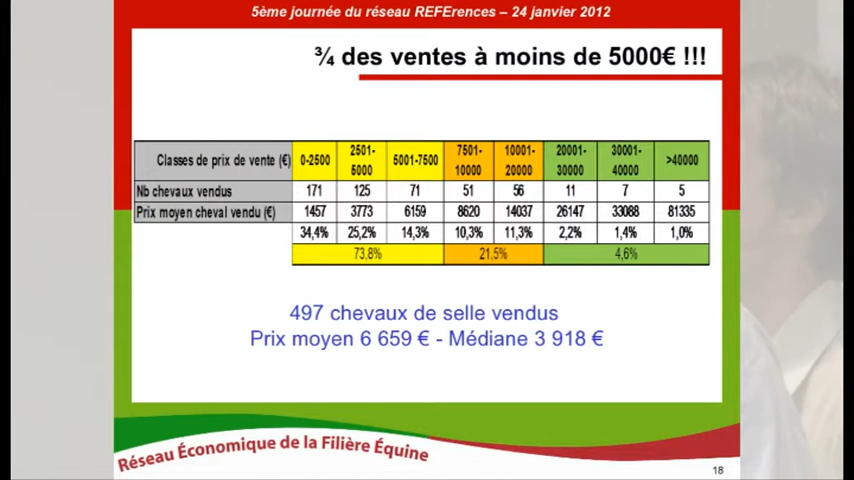 5ème journée du réseau REFErences – 24 janvier 2012
¾ des ventes à moins de 5000€ !!!
Classes de prix de vente (€) 0-2500 2501-5000 5001-7500 7501-10000 10001-20000 20001-30000 30001-40000 >40000
Nb chevaux vendus 171 125 71 51 56 11 7 5
Prix moyen cheval vendu (€) 1457 3773 6159 8620 14037 26147 33088 81335
34,4% 25,2% 14,3% 10,3% 11,3% 2,2% 1,4% 1,0%
73,8% 21,5% 4,6%
497 chevaux de selle vendus
Prix moyen 6 659 € - Médiane 3 918 €
Réseau Économique de la Filière Équine
18